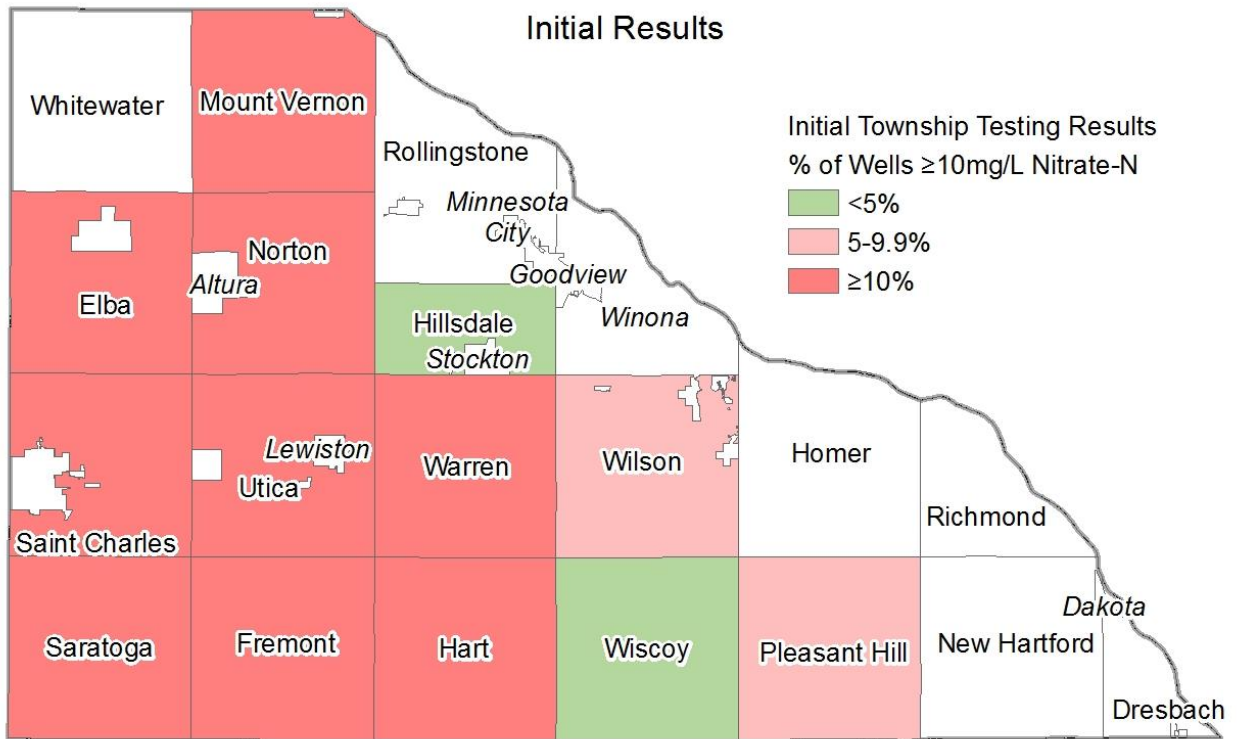 Initial Results
Whitewater
Mount Vernon
Initial Township Testing Results
% of Wells ≥10mg/L Nitrate-N
<5%
5-9.9%
≥10%
Rollingstone
Minnesota
City
Norton
Altura
Elba
Goodview
Winona
Hillsdale
Stockton
Lewiston
Utica
Warren
Wilson
Homer
Richmond
Saint Charles
Dakota
Saratoga
Fremont
Hart
Wiscoy
Pleasant Hill
New Hartford
Dresbach